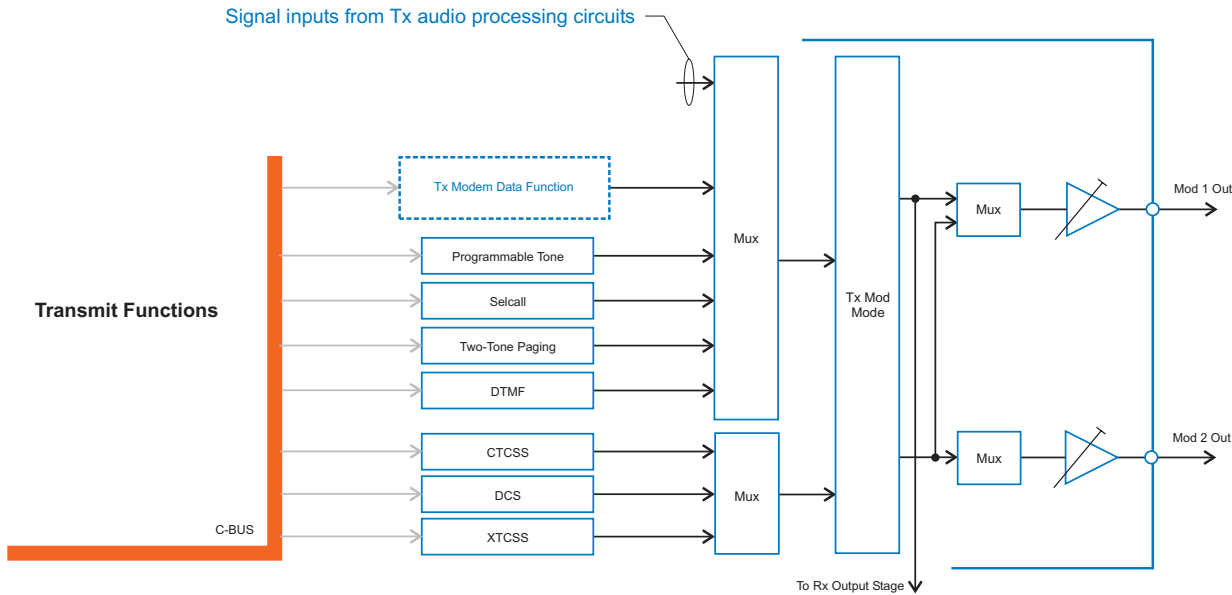 Signal inputs from Tx audio processing circuits
Tx Modem Data Function
Mod 1 Out
Mux
Programmable Tone
Mux
Selcall
Transmit Functions
Tx Mod
Mode
Two-Tone Paging
DTMF
Mod 2 Out
CTCSS
Mux
DCS
Mux
C-BUS
XTCSS
To Rx Output Stage